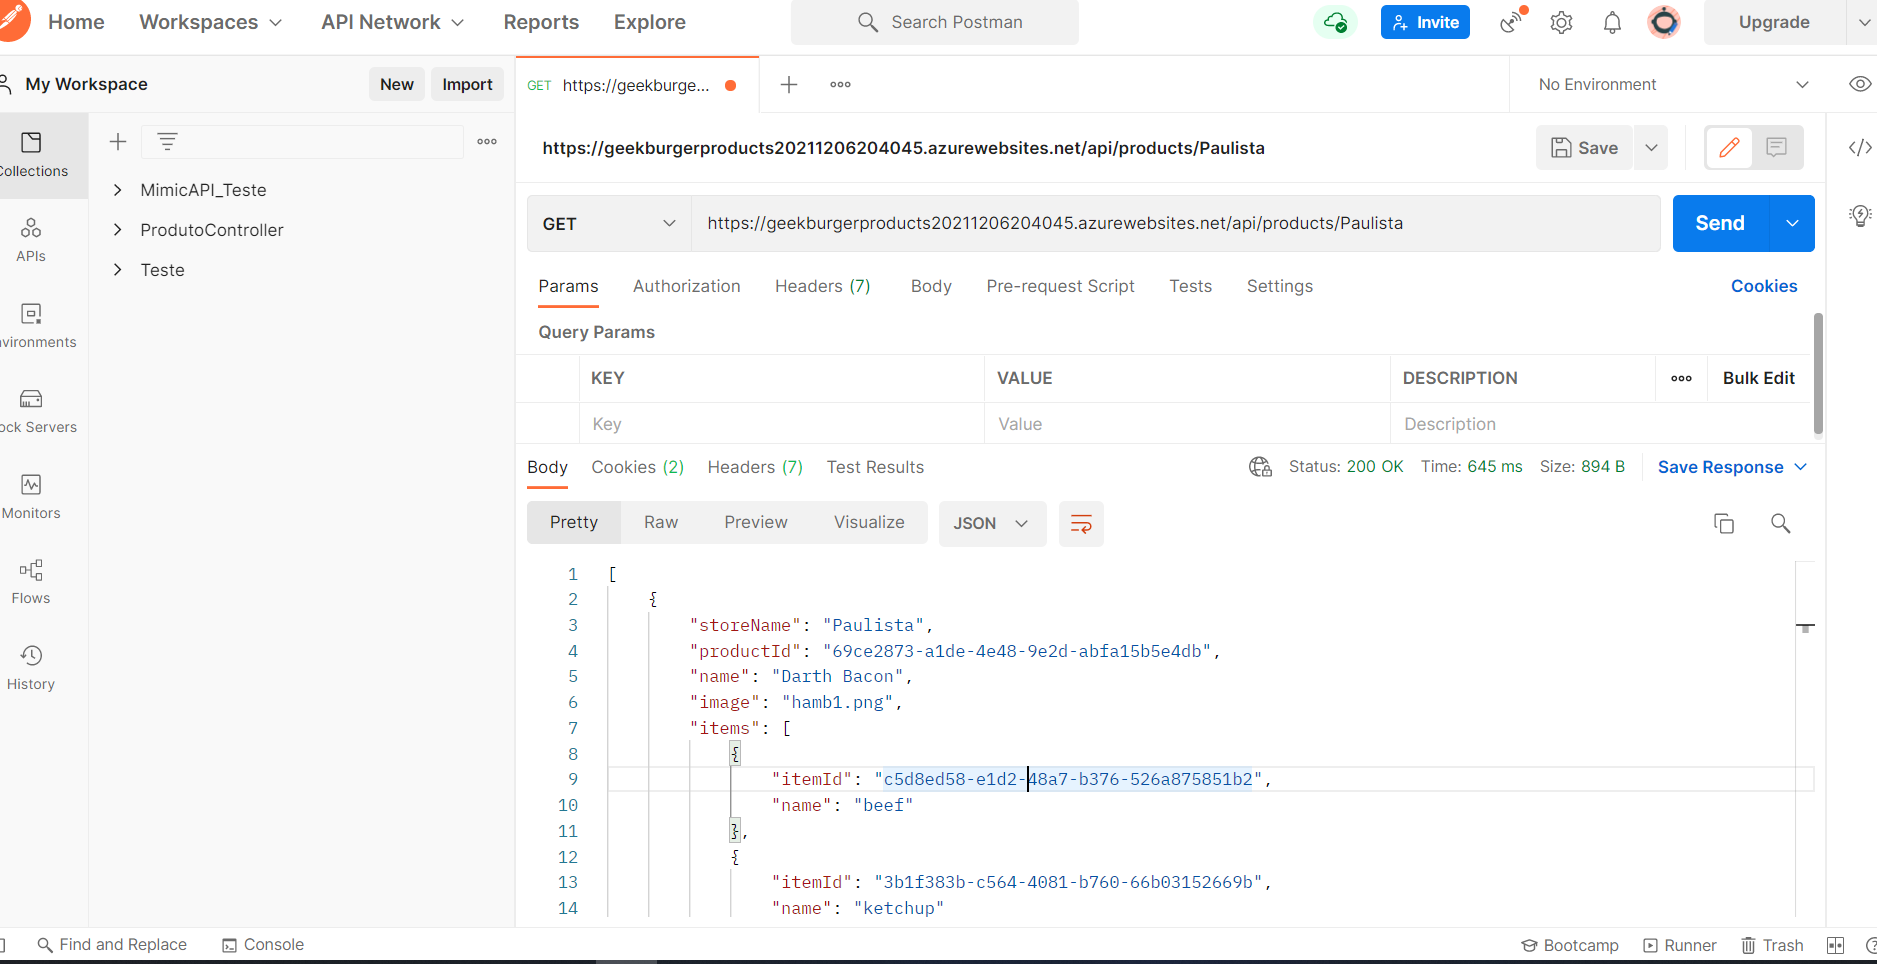 Home Workspaces API Network Reports Explore Search Postman Invite Upgrade
My Workspace New Import GET https://geekburge... No Environment
Collections
APIs
Environments
Mock Servers
Monitors
Flows
History
MimicAPI_Teste
ProdutoController
Teste
https://geekburgerproducts20211206204045.azurewebsites.net/api/products/Paulista Save
GET https://geekburgerproducts20211206204045.azurewebsites.net/api/products/Paulista Send
Params Authorization Headers (7) Body Pre-request Script Tests Settings Cookies
Query Params
KEY VALUE DESCRIPTION Bulk Edit
Key Value Description
Body Cookies (2) Headers (7) Test Results Status: 200 OK Time: 645 ms Size: 894 B Save Response
Pretty Raw Preview Visualize JSON
1 [
2 {
3 "storeName": "Paulista",
4 "productId": "69ce2873-a1de-4e48-9e2d-abfa15b5e4db",
5 "name": "Darth Bacon",
6 "image": "hamb1.png",
7 "items": [
8 {
9 "itemId": "c5d8ed58-e1d2-48a7-b376-526a875851b2",
10 "name": "beef"
11 },
12 {
13 "itemId": "3b1f383b-c564-4081-b760-66b03152669b",
14 "name": "ketchup"
Find and Replace Console Bootcamp Runner Trash